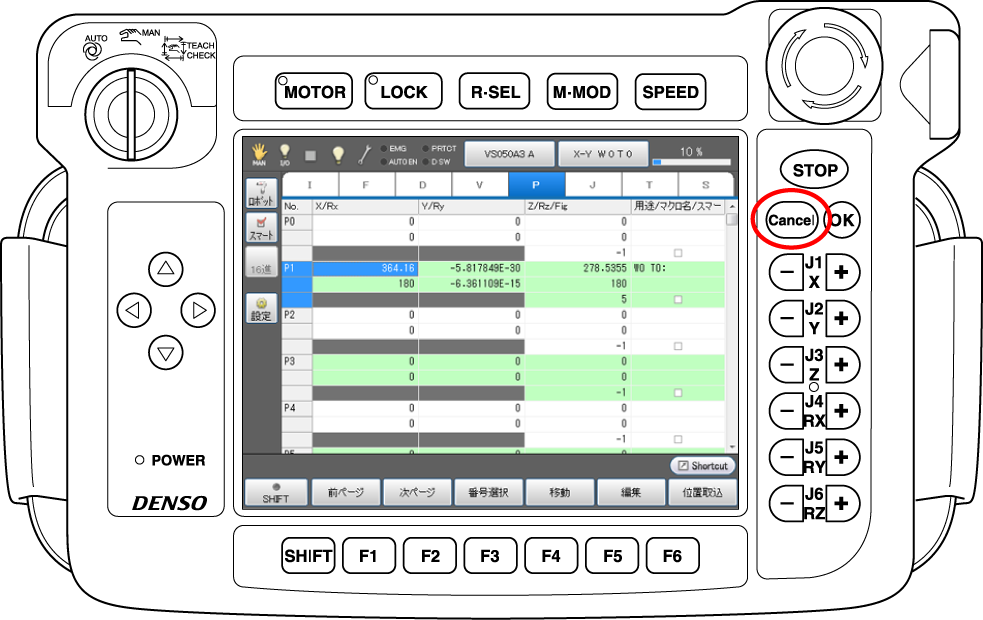 AUTO
MAN
TEACH
CHECK
MOTOR
LOCK
R·SEL
M·MOD
SPEED
MAN
I/O
EMG
AUTO EN
PRTCT
D·SW
VS050A3 A
X-Y W0T0
10 %
I F D V P J T S
No. X/Rx Y/Ry Z/Rz/Fig 用途/マクロ名/スマー
P0 0 0 0
0 0 0
-1
P1 364.16 -5.817849E-30 278.5355 W0 T0:
180 -6.361109E-15 180
5
P2 0 0 0
0 0 0
-1
P3 0 0 0
0 0 0
-1
P4 0 0 0
0 0 0
-1
ロボット
スマート
16進
設定
Shortcut
SHIFT 前ページ 次ページ 番号選択 移動 編集 位置取込
SHIFT F1 F2 F3 F4 F5 F6
POWER
DENSO
STOP
Cancel OK
− J1 X +
− J2 Y +
− J3 Z +
− J4 RX +
− J5 RY +
− J6 RZ +